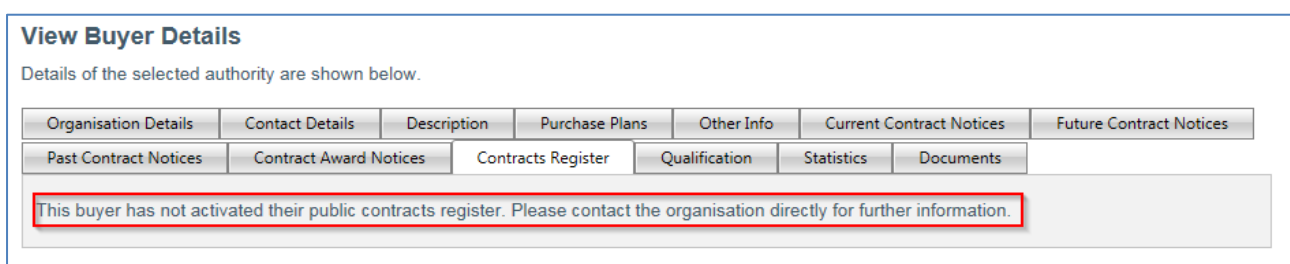 View Buyer Details
Details of the selected authority are shown below.
Organisation Details Contact Details Description Purchase Plans Other Info Current Contract Notices Future Contract Notices
Past Contract Notices Contract Award Notices Contracts Register Qualification Statistics Documents
This buyer has not activated their public contracts register. Please contact the organisation directly for further information.